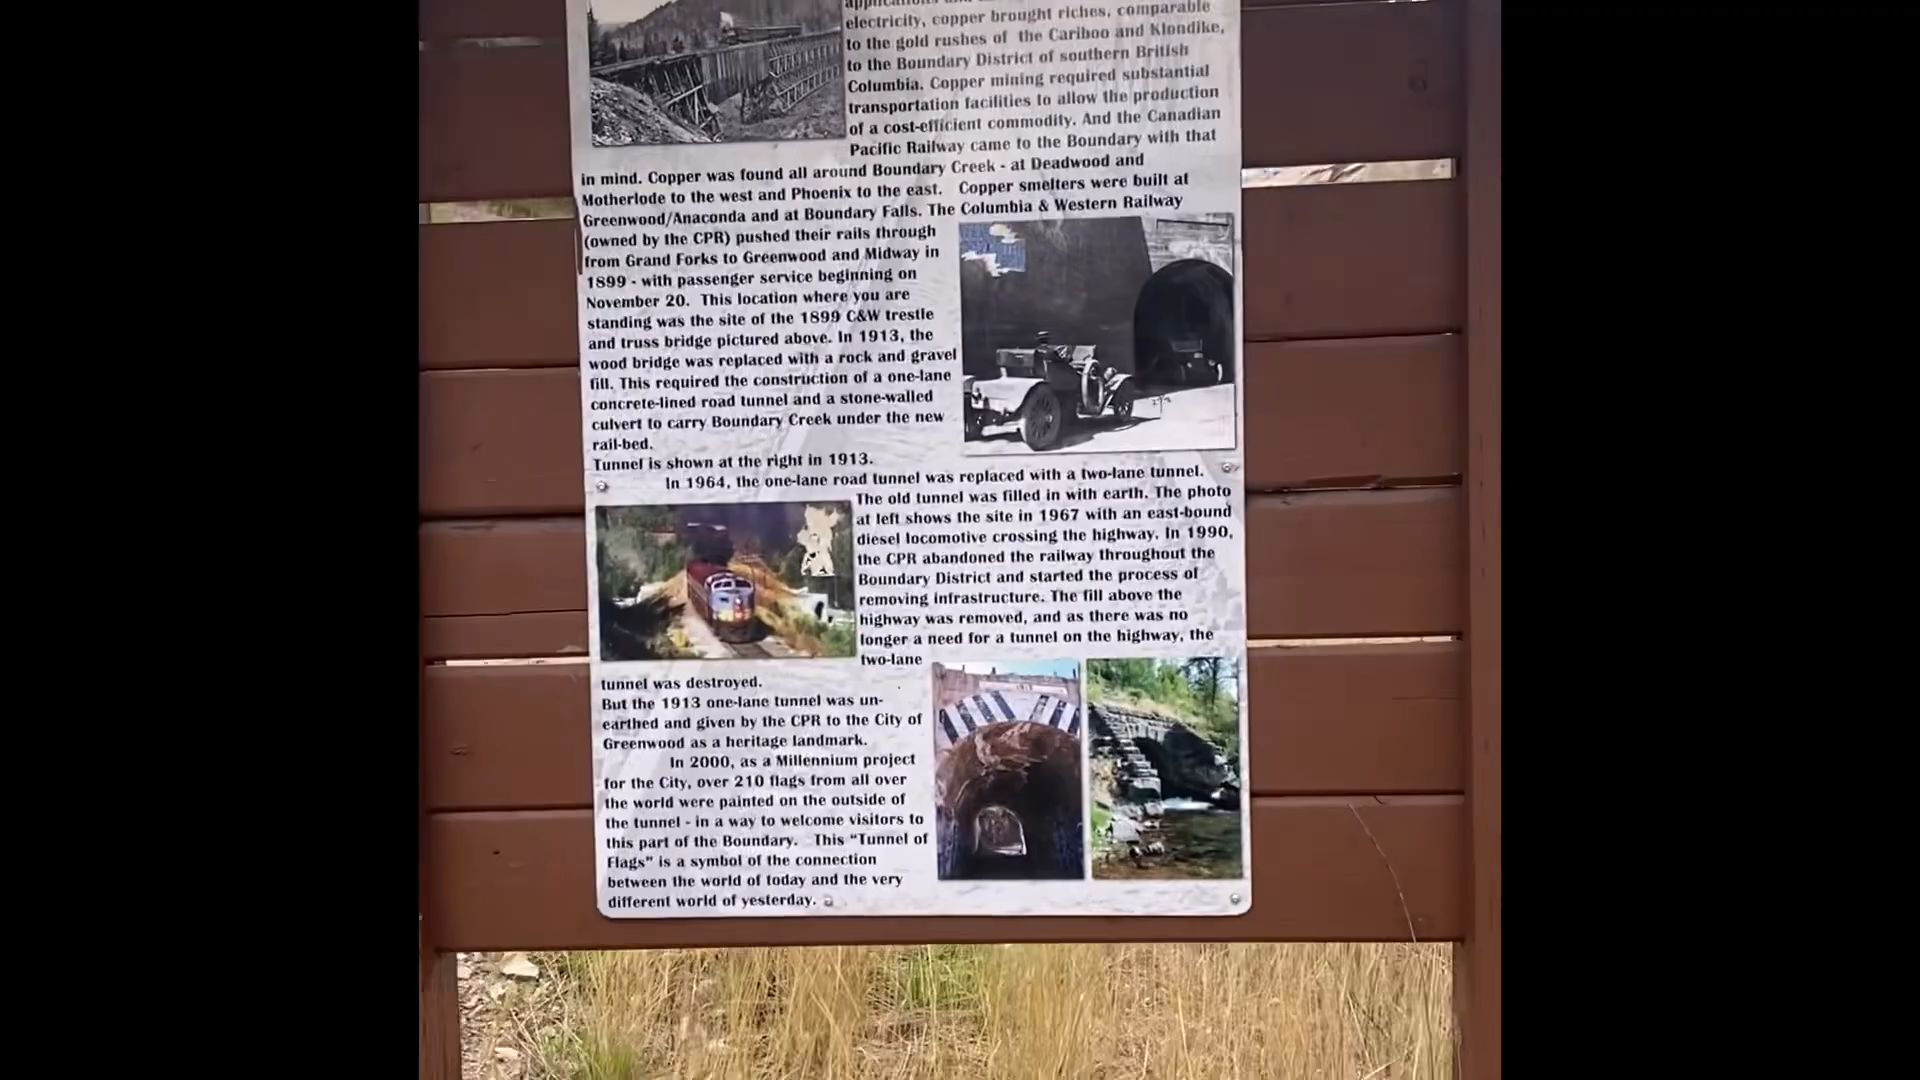 electricity, copper brought riches, comparable
to the gold rushes of the Cariboo and Klondike,
to the Boundary District of southern British
Columbia. Copper mining required substantial
transportation facilities to allow the production
of a cost-efficient commodity. And the Canadian
Pacific Railway came to the Boundary with that
in mind. Copper was found all around Boundary Creek - at Deadwood and
Motherlode to the west and Phoenix to the east. Copper smelters were built at
Greenwood/Anaconda and at Boundary Falls. The Columbia & Western Railway
(owned by the CPR) pushed their rails through
from Grand Forks to Greenwood and Midway in
1899 - with passenger service beginning on
November 20. This location where you are
standing was the site of the 1899 C&W trestle
and truss bridge pictured above. In 1913, the
wood bridge was replaced with a rock and gravel
fill. This required the construction of a one-lane
concrete-lined road tunnel and a stone-walled
culvert to carry Boundary Creek under the new
rail-bed.
Tunnel is shown at the right in 1913.
In 1964, the one-lane road tunnel was replaced with a two-lane tunnel.
The old tunnel was filled in with earth. The photo
at left shows the site in 1967 with an east-bound
diesel locomotive crossing the highway. In 1990,
the CPR abandoned the railway throughout the
Boundary District and started the process of
removing infrastructure. The fill above the
highway was removed, and as there was no
longer a need for a tunnel on the highway, the
two-lane
tunnel was destroyed.
But the 1913 one-lane tunnel was un-
earthed and given by the CPR to the City of
Greenwood as a heritage landmark.
In 2000, as a Millennium project
for the City, over 210 flags from all over
the world were painted on the outside of
the tunnel - in a way to welcome visitors to
this part of the Boundary. This "Tunnel of
Flags" is a symbol of the connection
between the world of today and the very
different world of yesterday.